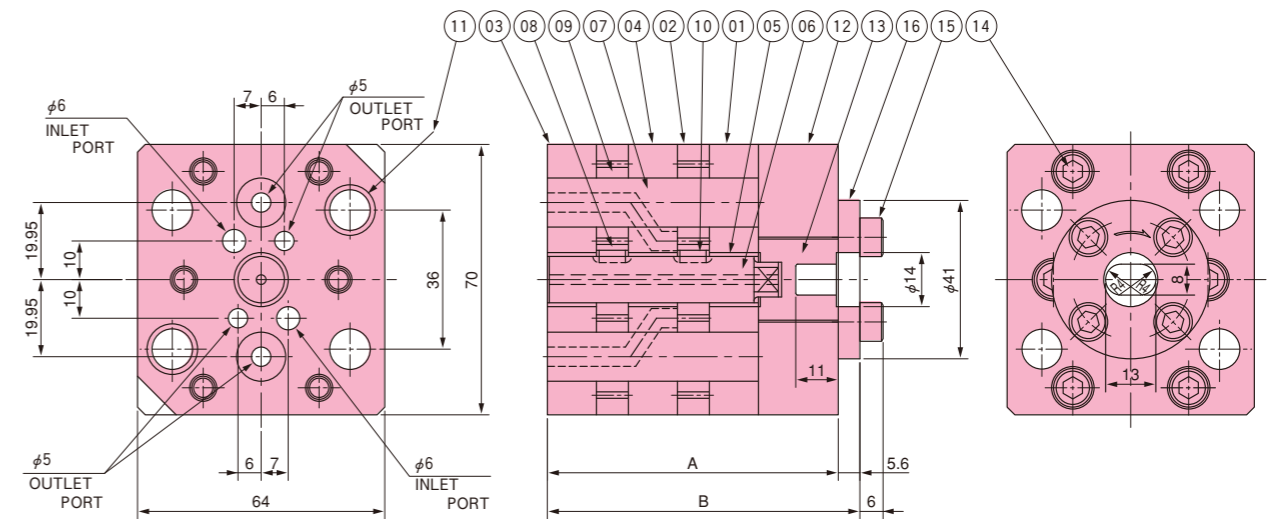 11 03 08 09 07 04 02 10 01 05 06 12 13 16 15 14
φ6
INLET
PORT
7 6
φ5
OUTLET
PORT
19.95
10
10
19.95
36
70
φ5
OUTLET
PORT
6 7
φ6
INLET
PORT
64
11
A
B
5.6
6
φ14
φ41
R4
R4
8
13